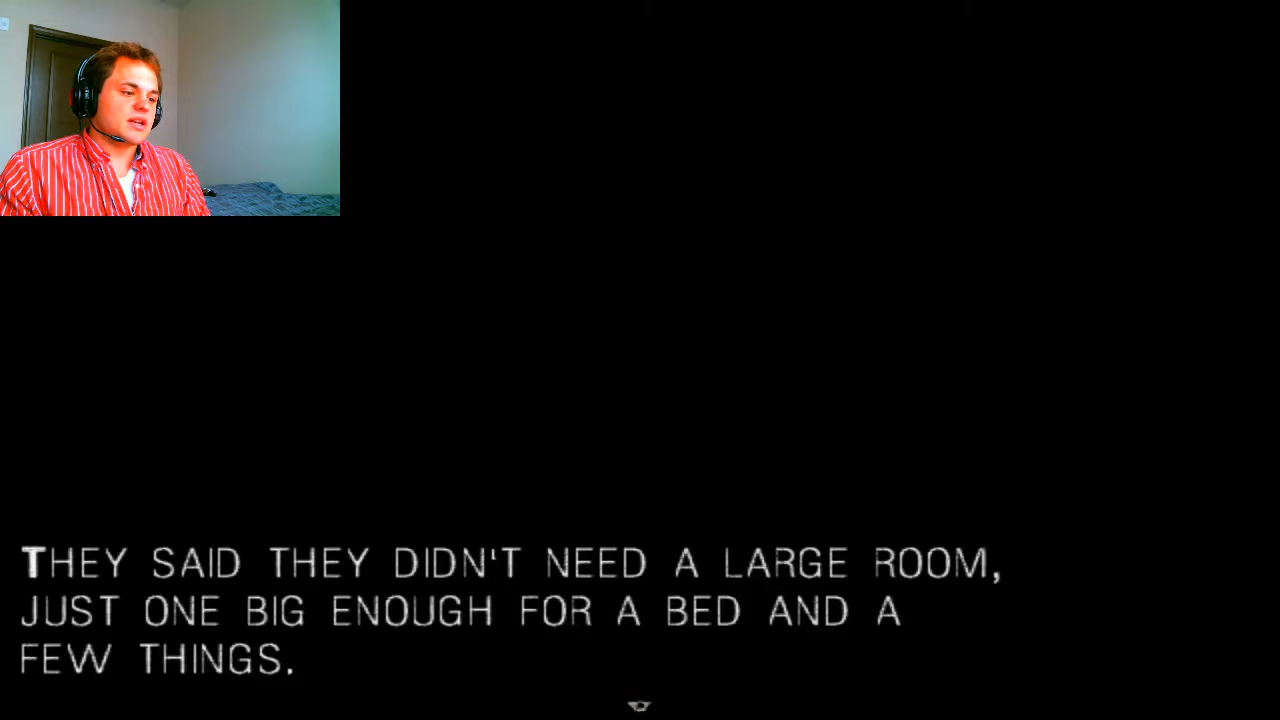 THEY SAID THEY DIDN'T NEED A LARGE ROOM,
JUST ONE BIG ENOUGH FOR A BED AND A
FEW THINGS.